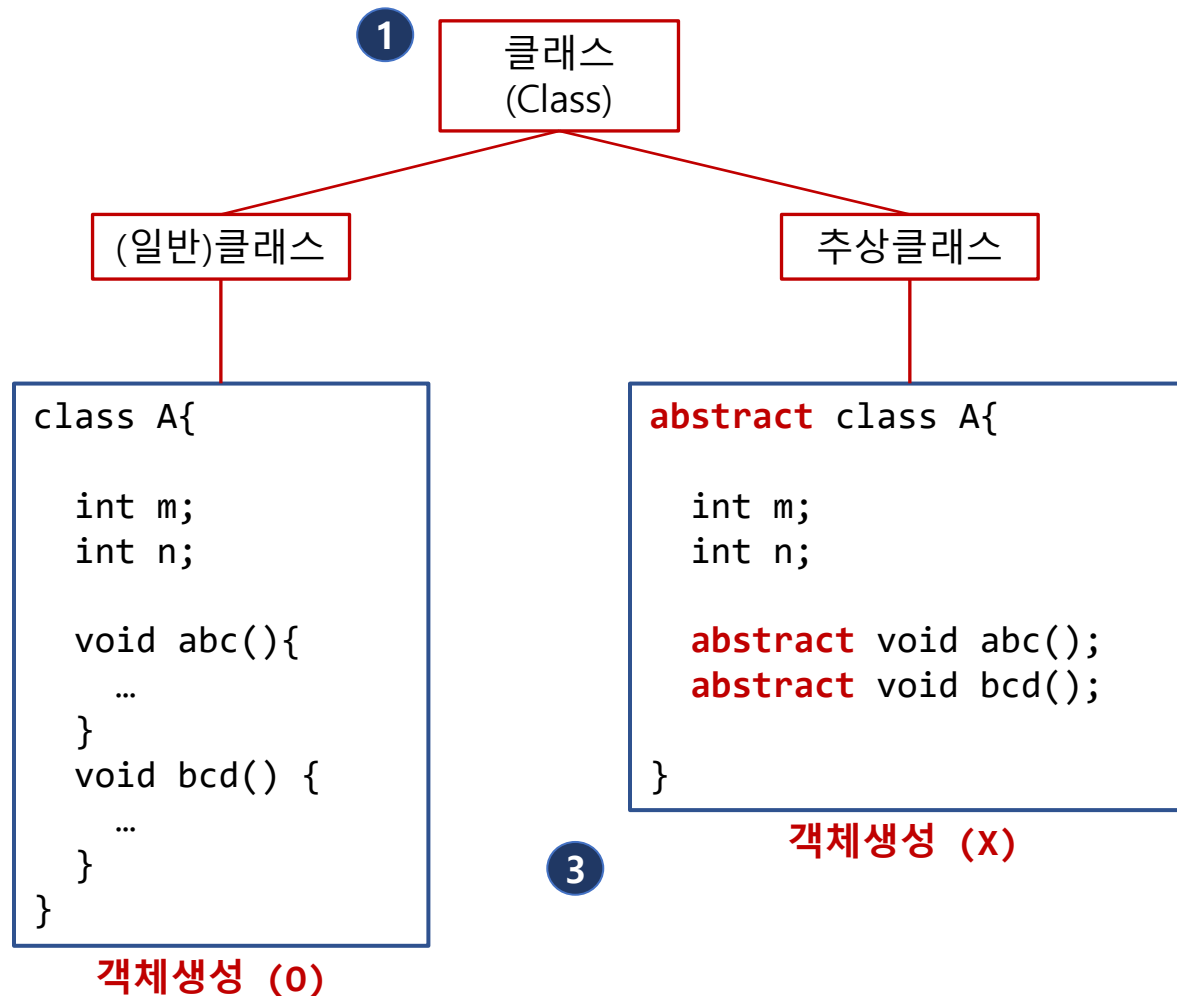 1
클래스
(Class)
(일반)클래스
추상클래스
class A{
int m;
int n;
void abc(){
…
}
void bcd() {
…
}
}
객체생성 (O)
abstract class A{
int m;
int n;
abstract void abc();
abstract void bcd();
}
객체생성 (X)
3